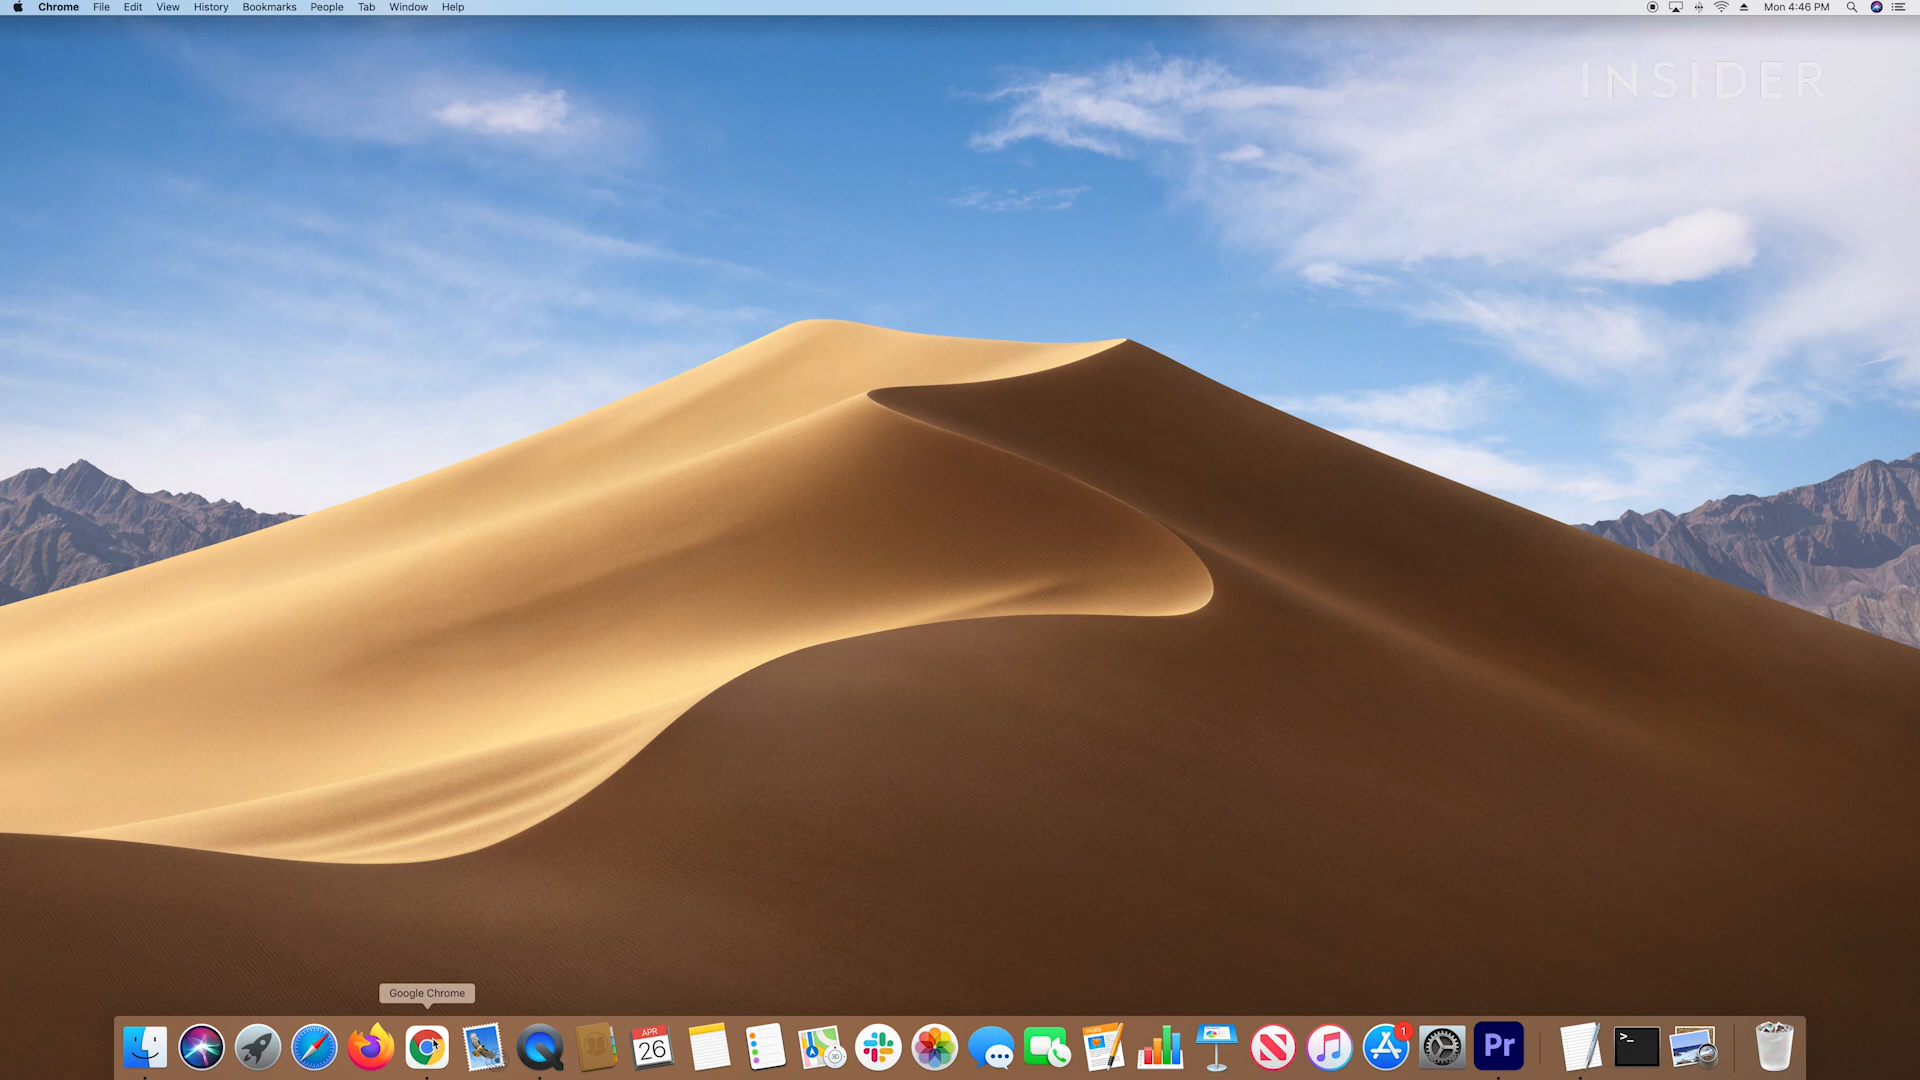 Chrome File Edit View History Bookmarks People Tab Window Help Mon 4:46 PM
INSIDER
Google Chrome
APR
26
3D
1
Pr
>_